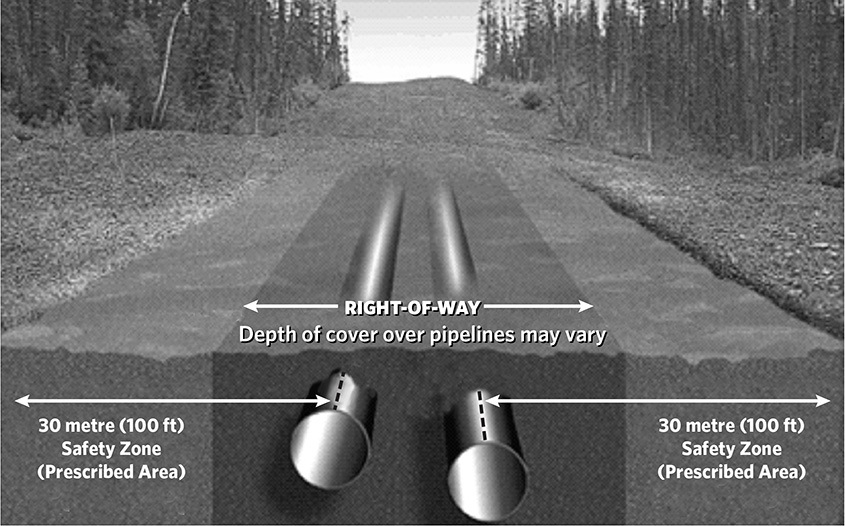 RIGHT-OF-WAY
Depth of cover over pipelines may vary
30 metre (100 ft)
Safety Zone
(Prescribed Area)
30 metre (100 ft)
Safety Zone
(Prescribed Area)